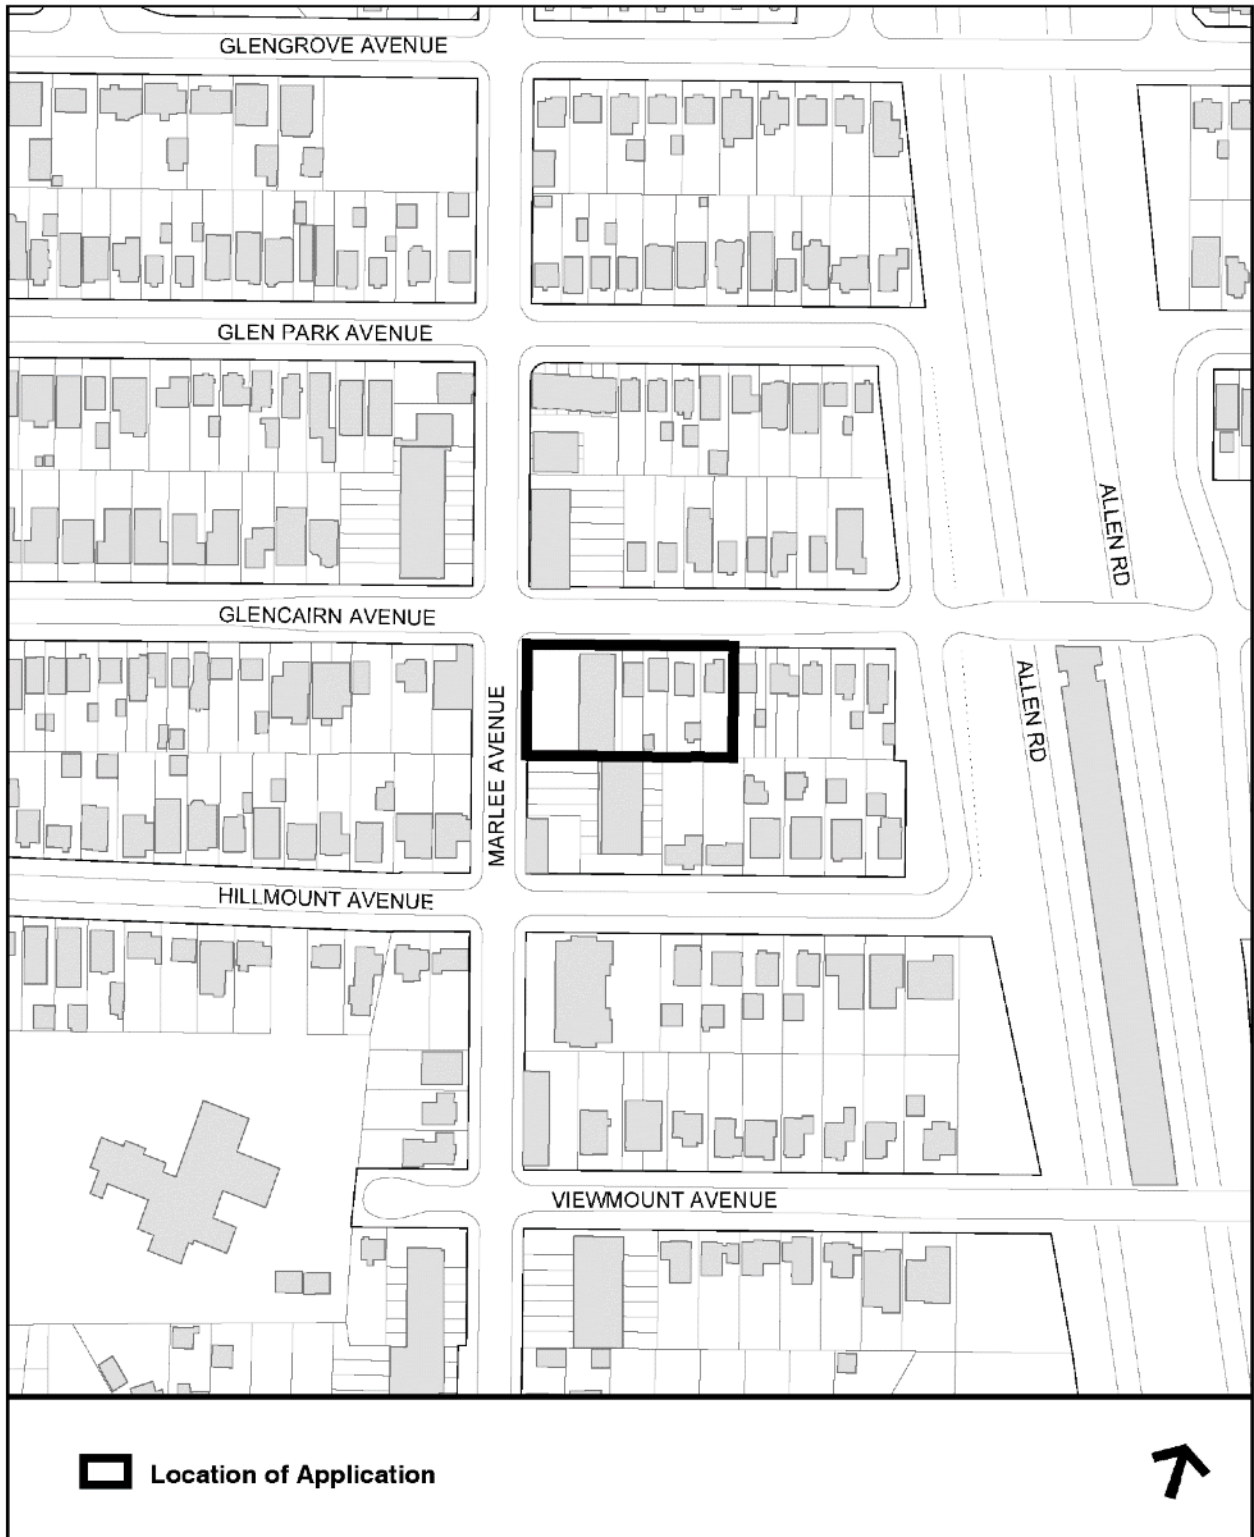 GLENGROVE AVENUE
GLEN PARK AVENUE
ALLEN RD
GLENCAIRN AVENUE
ALLEN RD
MARLEE AVENUE
HILLMOUNT AVENUE
VIEWMOUNT AVENUE
Location of Application